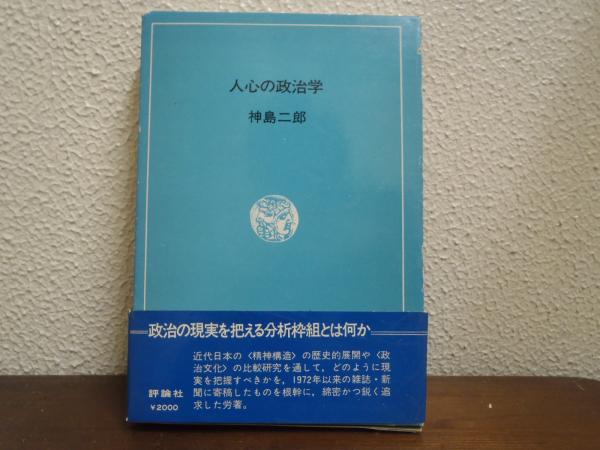 人心の政治学
神島二郎
政治の現実を把える分析枠組とは何か
近代日本の〈精神構造〉の歴史的展開や〈政
治文化〉の比較研究を通して，どのように現
実を把握すべきかを，1972年以来の雑誌・新
聞に寄稿したものを根幹に，綿密かつ鋭く追
求した労著。
評論社
¥2000